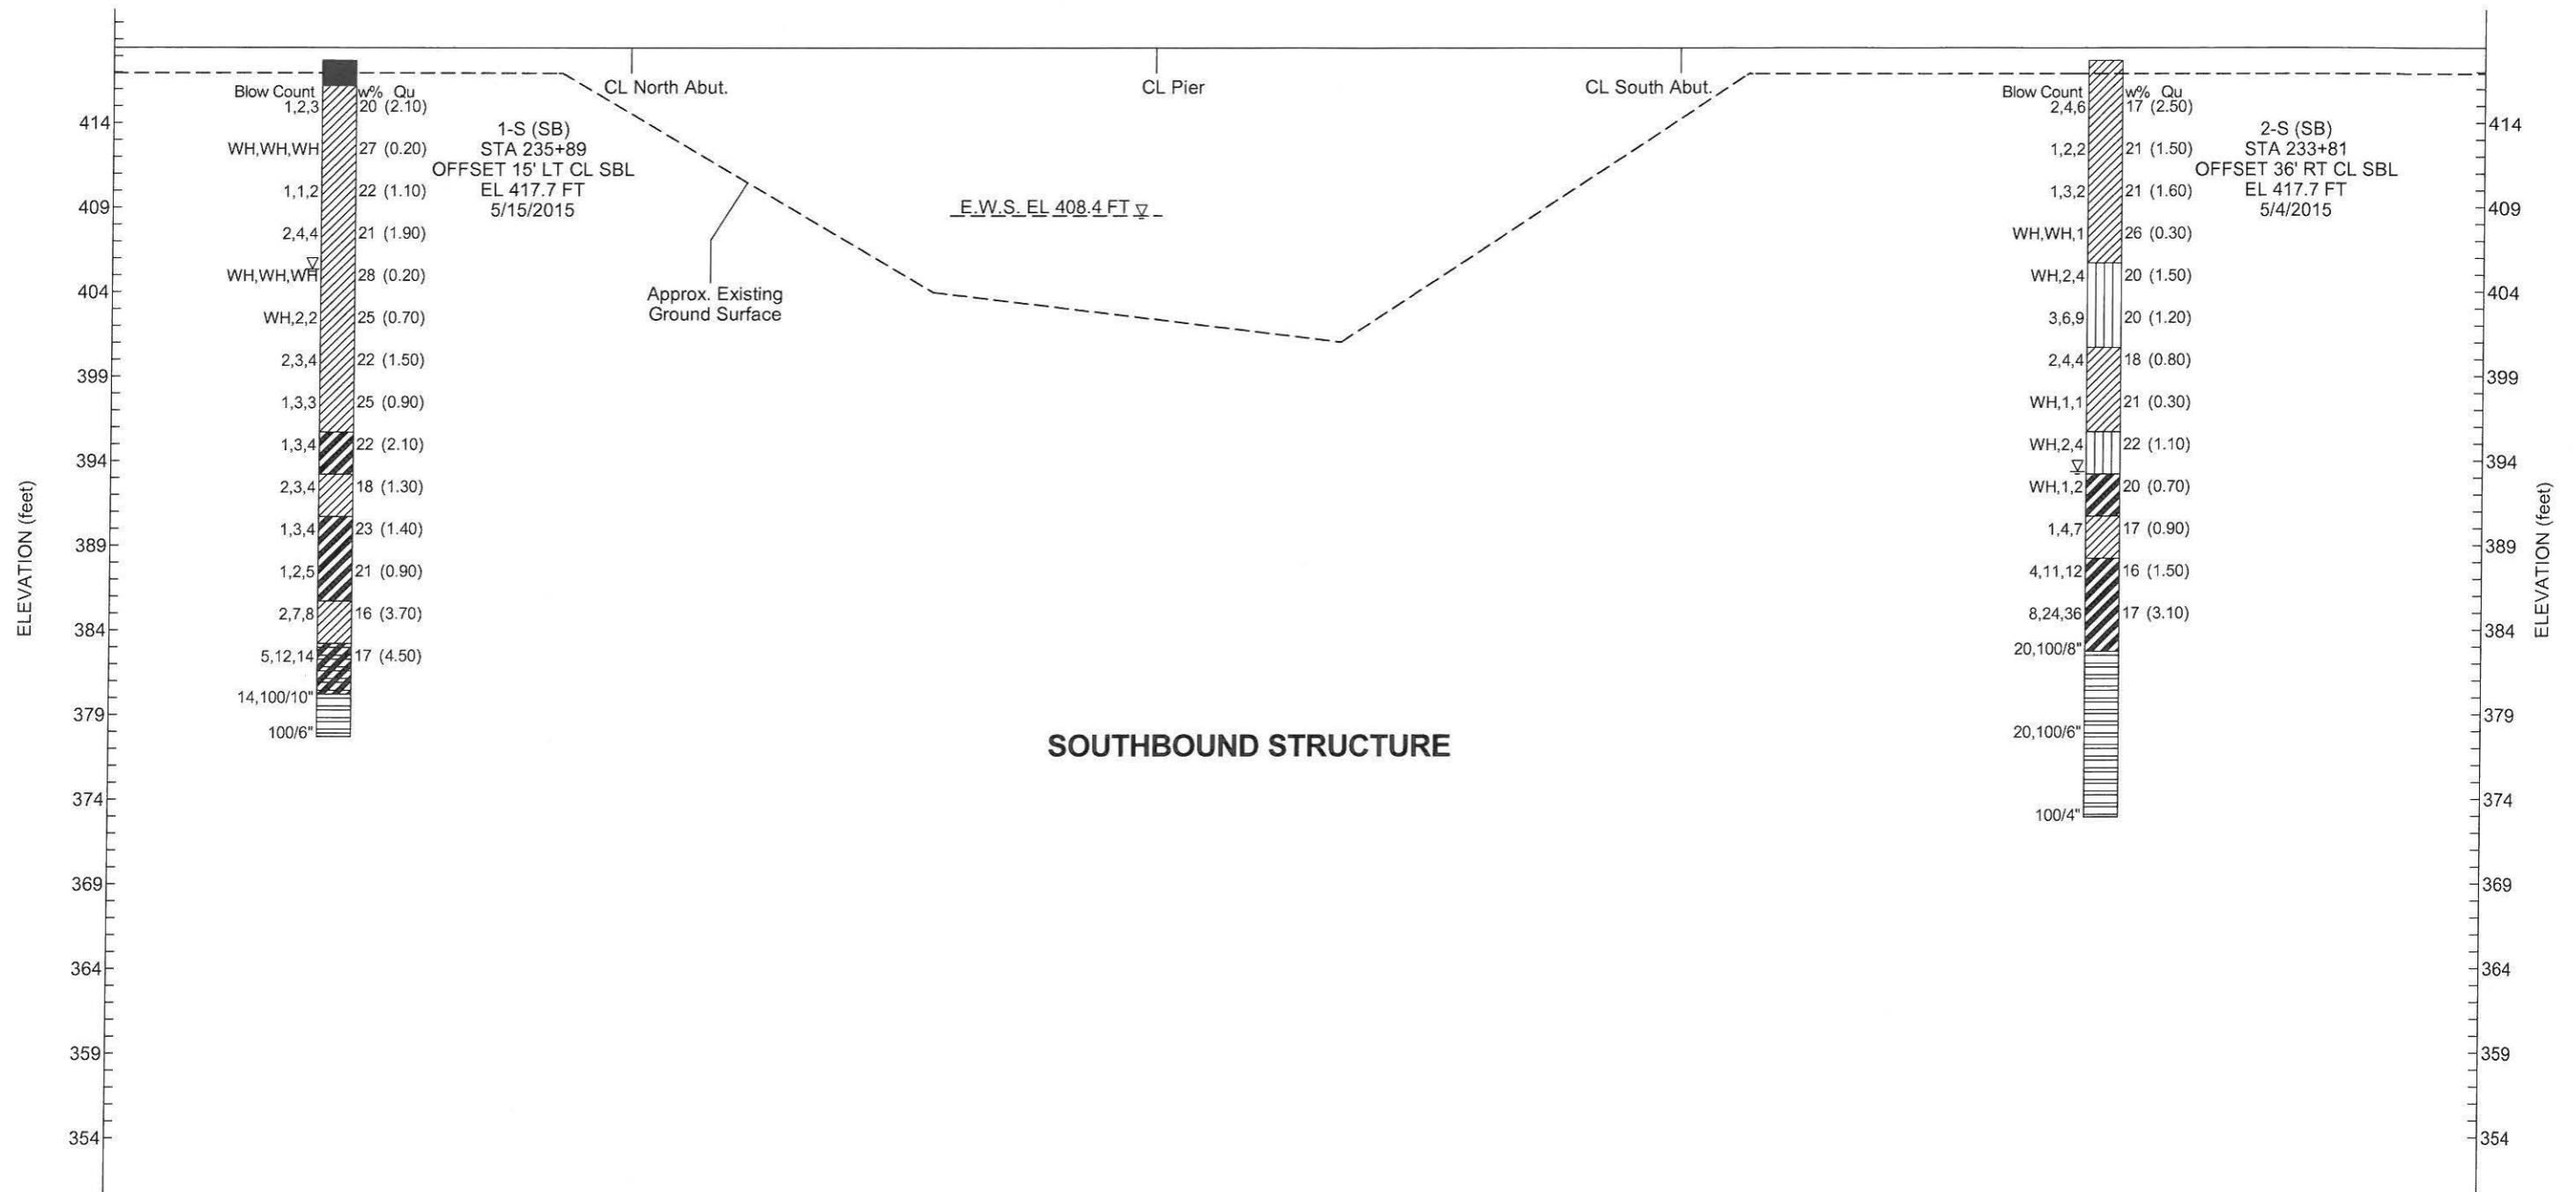 CL North Abut.
CL Pier
CL South Abut.
Blow Count w% Qu
1,2,3 20 (2.10)
WH,WH,WH 27 (0.20)
1,1,2 22 (1.10)
2,4,4 21 (1.90)
WH,WH,WH 28 (0.20)
WH,2,2 25 (0.70)
2,3,4 22 (1.50)
1,3,3 25 (0.90)
1,3,4 22 (2.10)
2,3,4 18 (1.30)
1,3,4 23 (1.40)
1,2,5 21 (0.90)
2,7,8 16 (3.70)
5,12,14 17 (4.50)
14,100/10"
100/6"
1-S (SB)
STA 235+89
OFFSET 15' LT CL SBL
EL 417.7 FT
5/15/2015
Approx. Existing
Ground Surface
E.W.S. EL 408.4 FT
Blow Count w% Qu
2,4,6 17 (2.50)
1,2,2 21 (1.50)
1,3,2 21 (1.60)
WH,WH,1 26 (0.30)
WH,2,4 20 (1.50)
3,6,9 20 (1.20)
2,4,4 18 (0.80)
WH,1,1 21 (0.30)
WH,2,4 22 (1.10)
WH,1,2 20 (0.70)
1,4,7 17 (0.90)
4,11,12 16 (1.50)
8,24,36 17 (3.10)
20,100/8"
20,100/6"
100/4"
2-S (SB)
STA 233+81
OFFSET 36' RT CL SBL
EL 417.7 FT
5/4/2015
SOUTHBOUND STRUCTURE
ELEVATION (feet)
414
409
404
399
394
389
384
379
374
369
364
359
354
414
409
404
399
394
389
384
379
374
369
364
359
354
ELEVATION (feet)